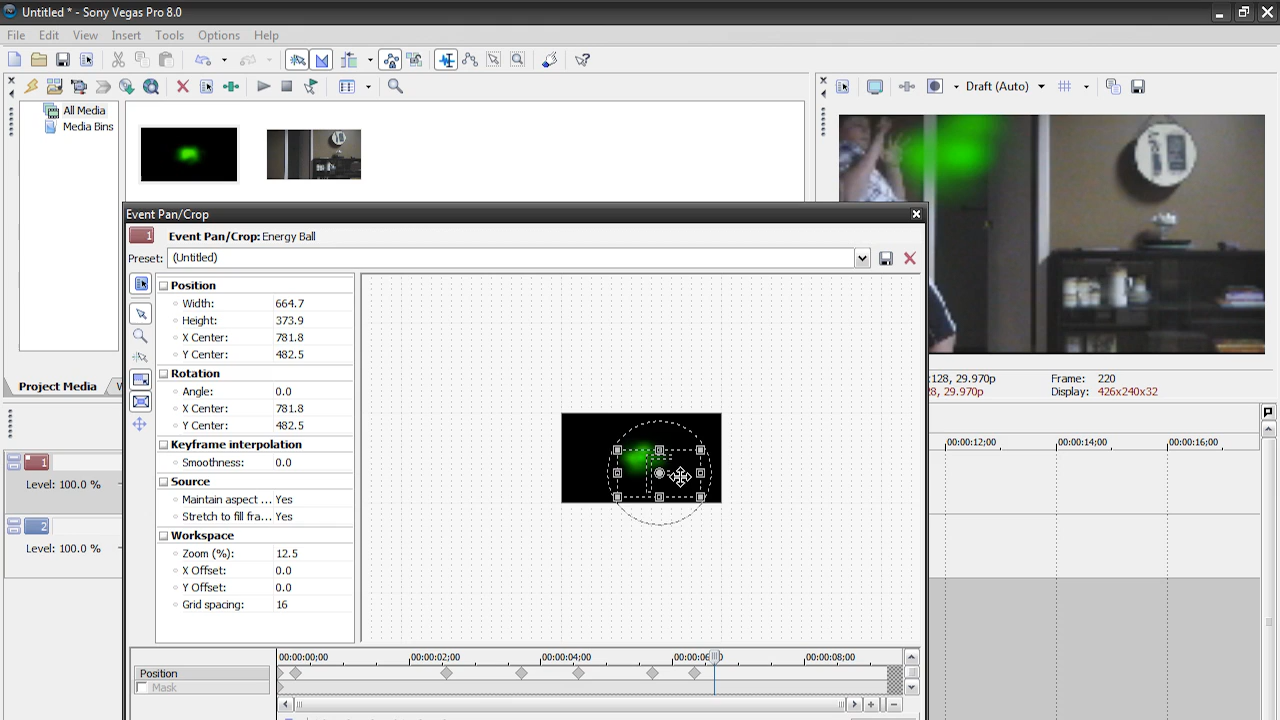 Untitled * - Sony Vegas Pro 8.0
File Edit View Insert Tools Options Help
All Media
Media Bins
Draft (Auto)
Event Pan/Crop
1 Event Pan/Crop: Energy Ball
Preset: (Untitled)
Position
Width: 664.7
Height: 373.9
X Center: 781.8
Y Center: 482.5
Rotation
Angle: 0.0
X Center: 781.8
Y Center: 482.5
Keyframe interpolation
Smoothness: 0.0
Source
Maintain aspect ... Yes
Stretch to fill fra... Yes
Workspace
Zoom (%): 12.5
X Offset: 0.0
Y Offset: 0.0
Grid spacing: 16
Project Media
:128, 29.970p Frame: 220
28, 29.970p Display: 426x240x32
00:00:12;00 00:00:14;00 00:00:16;00
1
Level: 100.0 %
2
Level: 100.0 %
00:00:00;00 00:00:02;00 00:00:04;00 00:00:08;00
Position
Mask